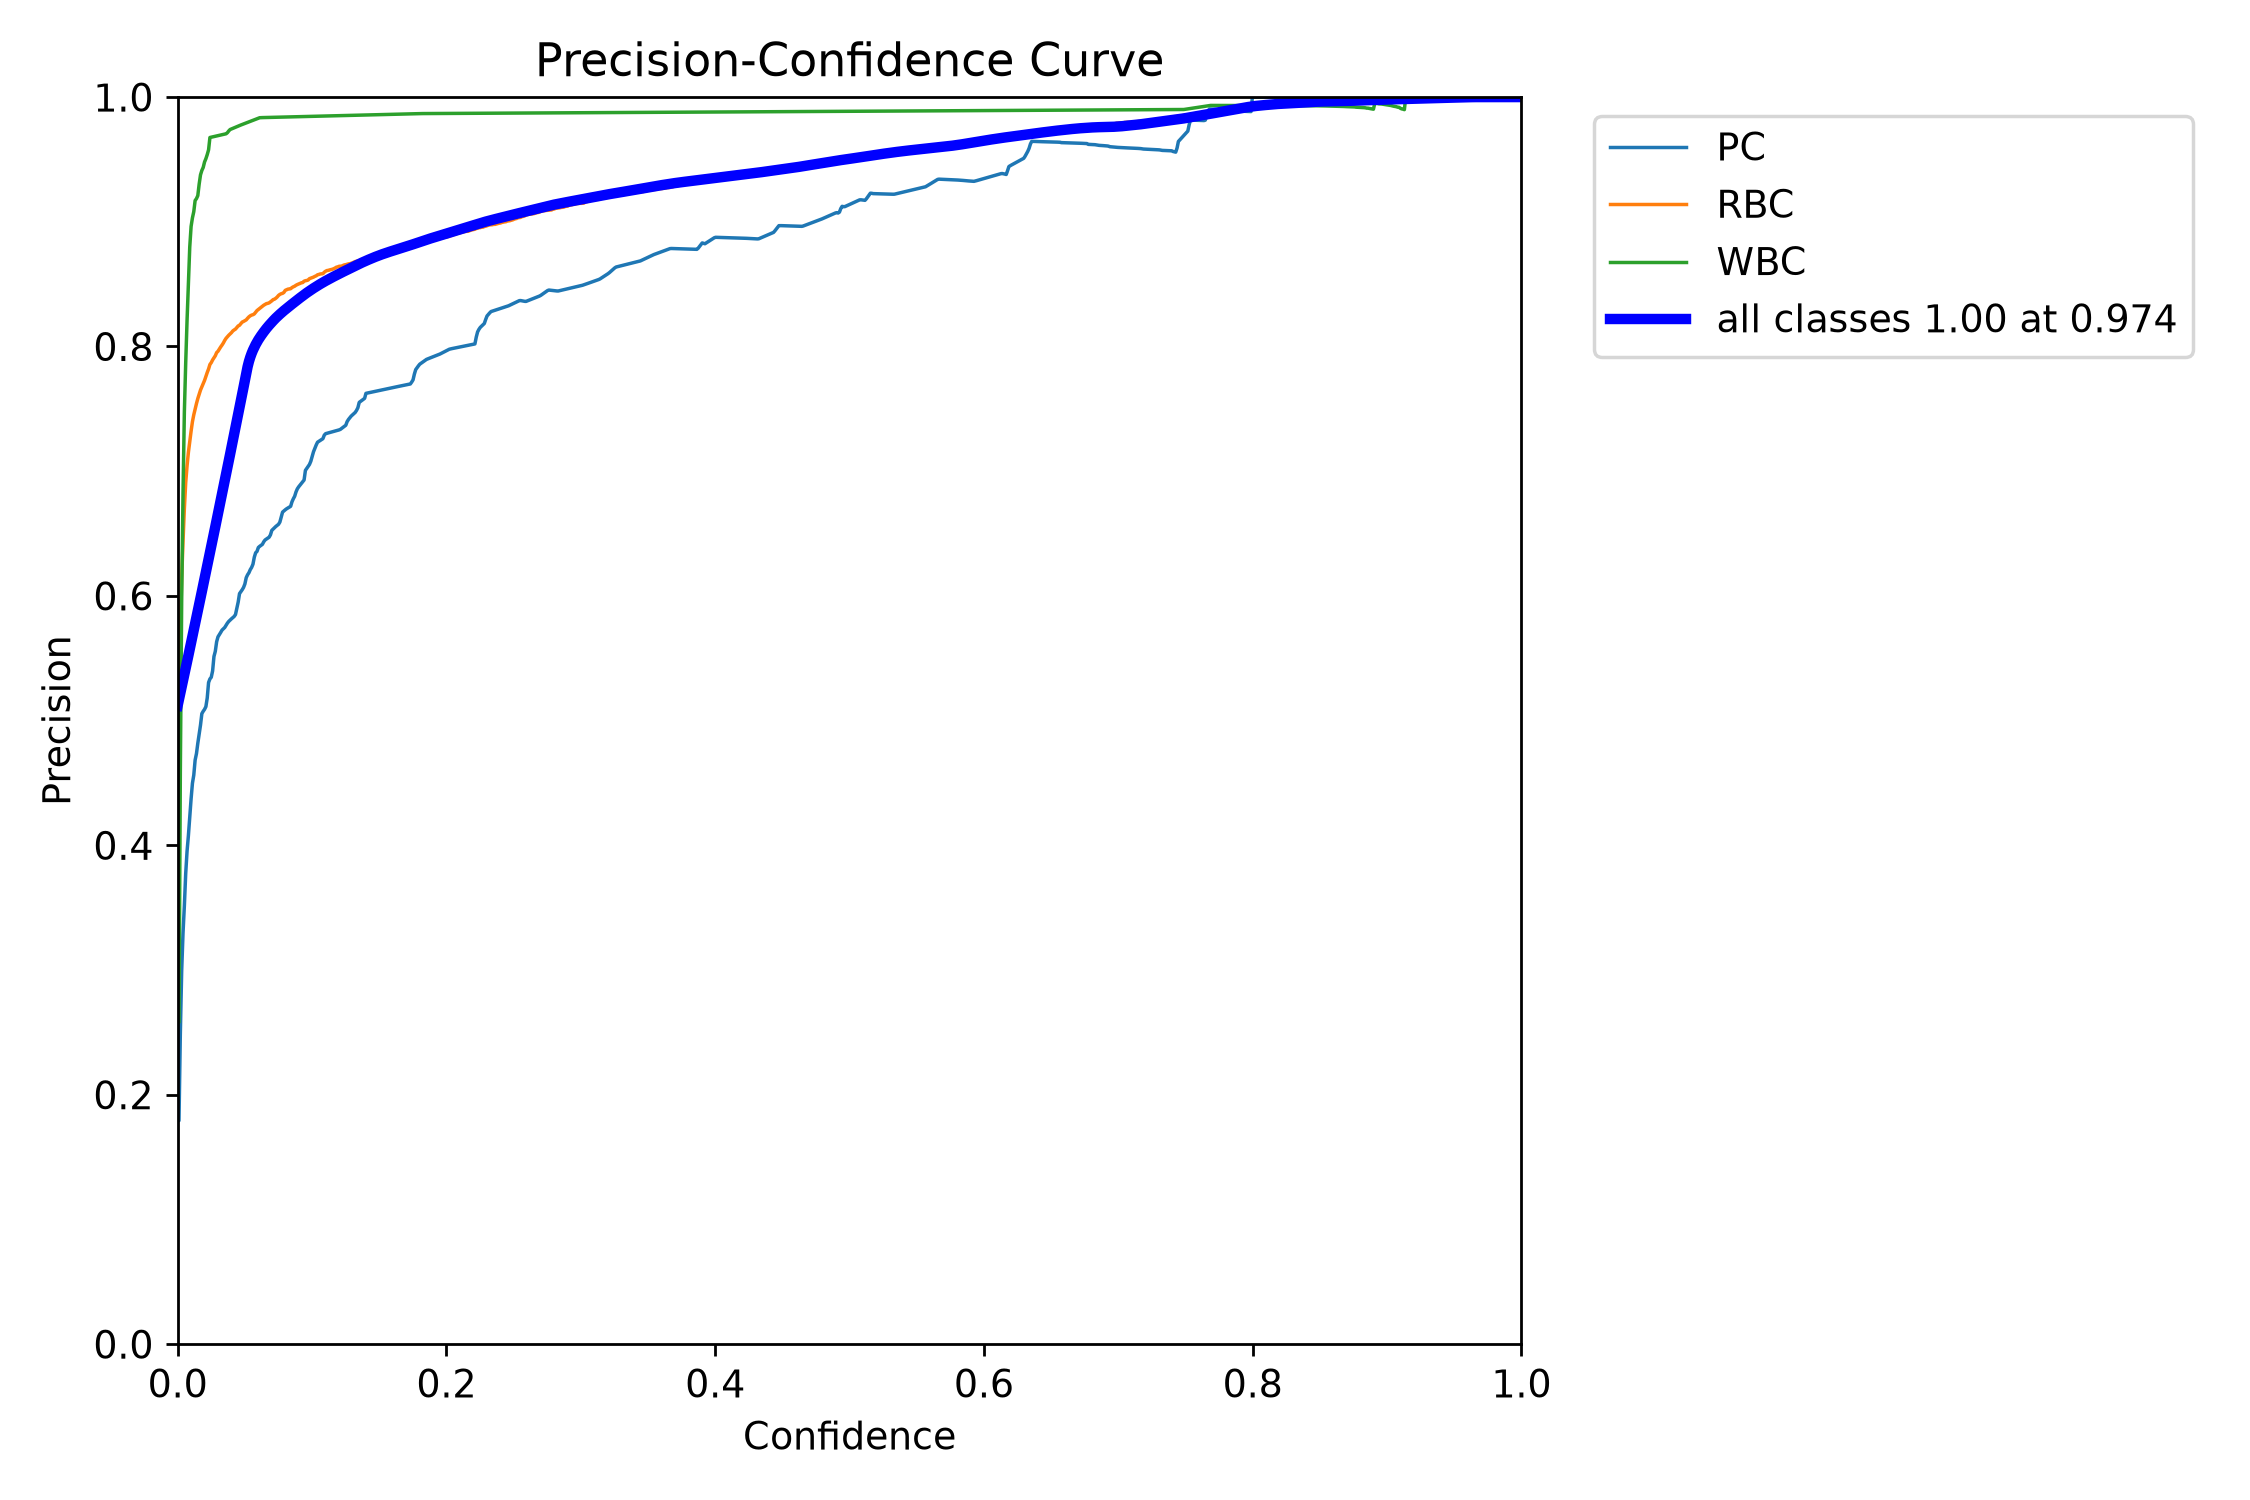 Precision-Confidence Curve
1.0
0.8
0.6
0.4
0.2
0.0
Precision
0.0 0.2 0.4 0.6 0.8 1.0
Confidence
PC
RBC
WBC
all classes 1.00 at 0.974